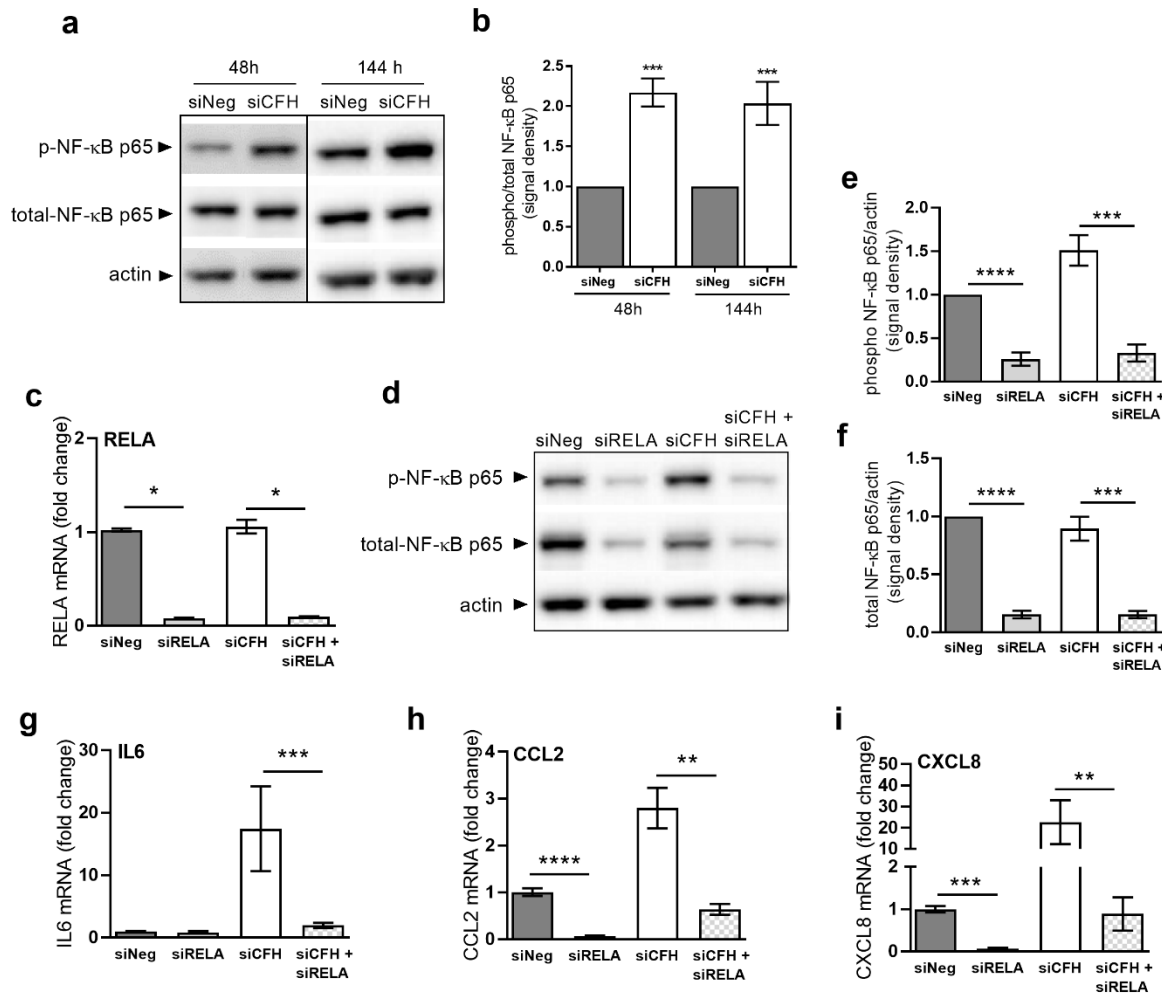 a
48h 144 h
siNeg siCFH siNeg siCFH
p-NF-κB p65
total-NF-κB p65
actin
b
phospho/total NF-κB p65
(signal density)
2.5
2.0
1.5
1.0
0.5
0.0
*** ***
siNeg siCFH siNeg siCFH
48h 144h
c
RELA
RELA mRNA (fold change)
2
1
0
* *
siNeg siRELA siCFH siCFH +
siRELA
d
siNeg siRELA siCFH siCFH +
siRELA
p-NF-κB p65
total-NF-κB p65
actin
e
phospho NF-κB p65/actin
(signal density)
2.0
1.5
1.0
0.5
0.0
**** ***
siNeg siRELA siCFH siCFH +
siRELA
f
total NF-κB p65/actin
(signal density)
1.5
1.0
0.5
0.0
**** ***
siNeg siRELA siCFH siCFH +
siRELA
g
IL6
IL6 mRNA (fold change)
30
20
10
0
***
siNeg siRELA siCFH siCFH +
siRELA
h
CCL2
CCL2 mRNA (fold change)
4
3
2
1
0
**** **
siNeg siRELA siCFH siCFH +
siRELA
i
CXCL8
CXCL8 mRNA (fold change)
50
40
30
20
10
2
1
0
*** **
siNeg siRELA siCFH siCFH +
siRELA